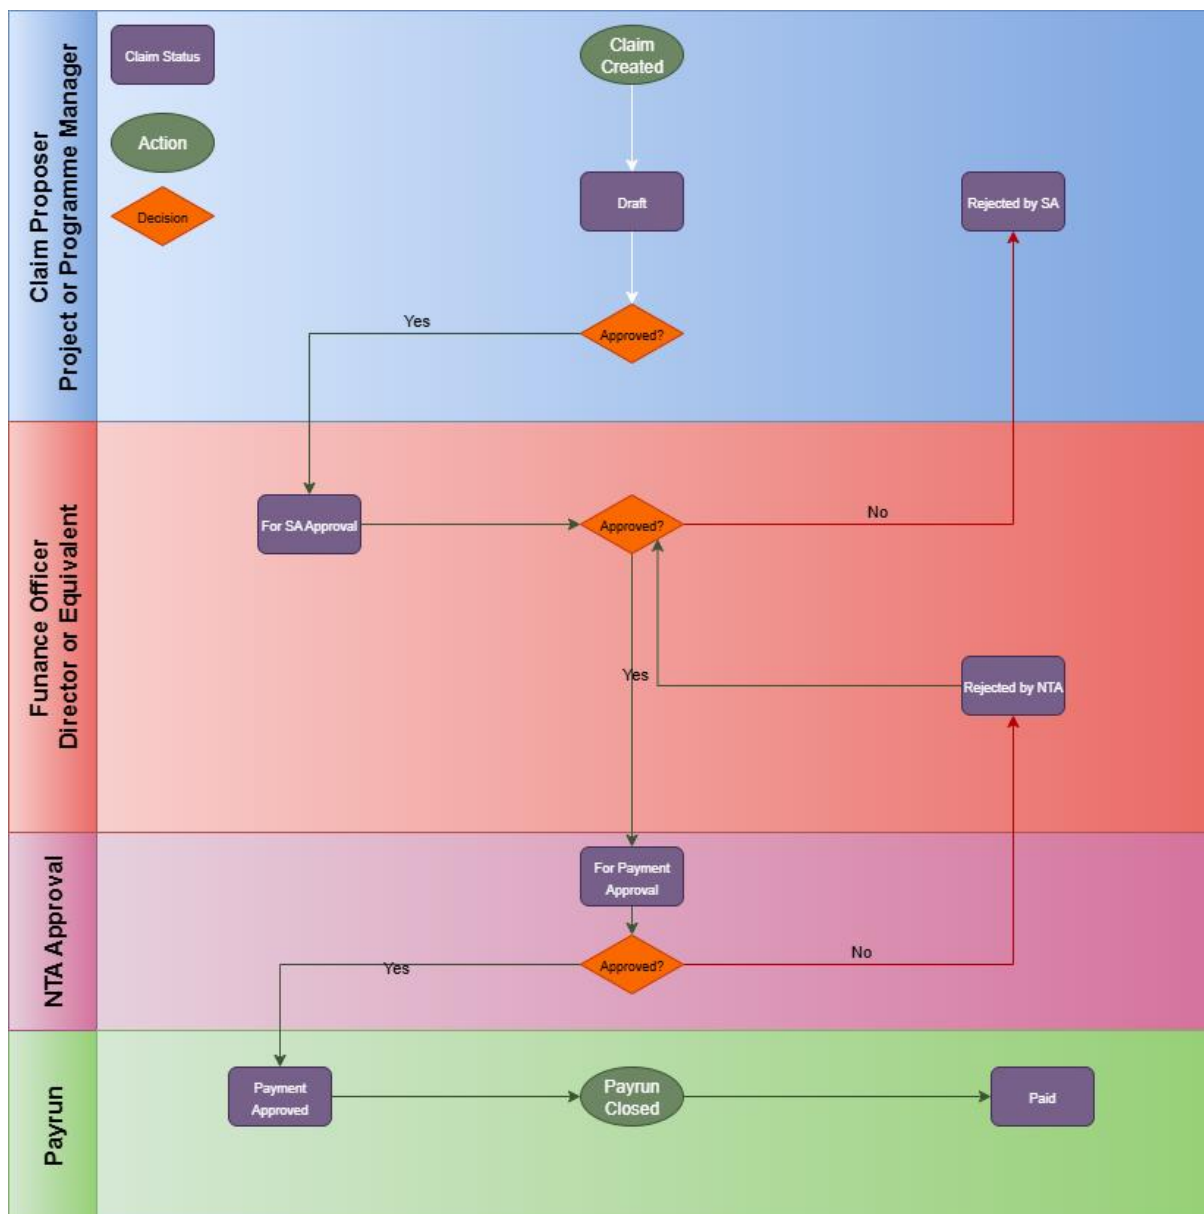 Claim Proposer
Project or Programme Manager
Claim Status
Action
Decision
Claim
Created
Draft
Rejected by SA
Approved?
Yes
Funance Officer
Director or Equivalent
For SA Approval
Approved?
No
Yes
Rejected by NTA
NTA Approval
For Payment
Approval
Approved?
Yes
No
Payrun
Payment
Approved
Payrun
Closed
Paid